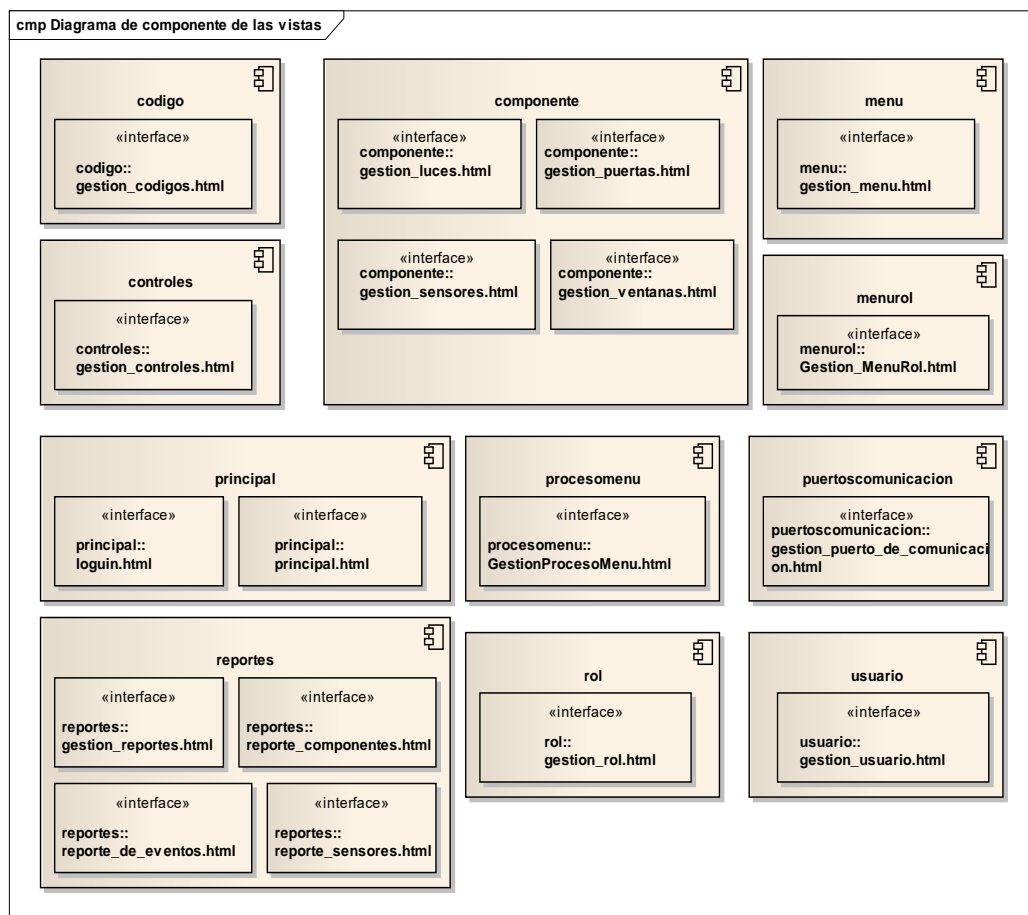 cmp Diagrama de componente de las vistas
codigo
«interface»
codigo::
gestion_codigos.html
componente
«interface»
componente::
gestion_luces.html
«interface»
componente::
gestion_puertas.html
«interface»
componente::
gestion_sensores.html
«interface»
componente::
gestion_ventanas.html
menu
«interface»
menu::
gestion_menu.html
controles
«interface»
controles::
gestion_controles.html
menurol
«interface»
menurol::
Gestion_MenuRol.html
principal
«interface»
principal::
loguin.html
«interface»
principal::
principal.html
procesomenu
«interface»
procesomenu::
GestionProcesoMenu.html
puertoscomunicacion
«interface»
puertoscomunicacion::
gestion_puerto_de_comunicaci
on.html
reportes
«interface»
reportes::
gestion_reportes.html
«interface»
reportes::
reporte_componentes.html
«interface»
reportes::
reporte_de_eventos.html
«interface»
reportes::
reporte_sensores.html
rol
«interface»
rol::
gestion_rol.html
usuario
«interface»
usuario::
gestion_usuario.html